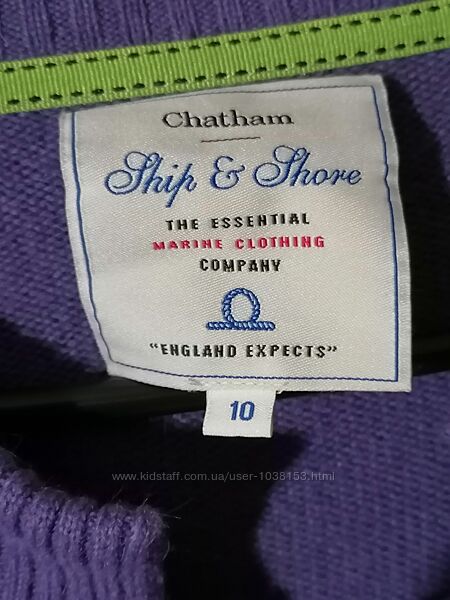 Chatham
Ship & Shore
THE ESSENTIAL
MARINE CLOTHING
COMPANY
"ENGLAND EXPECTS"
10
www.kidstaff.com.ua/user-1038153.html